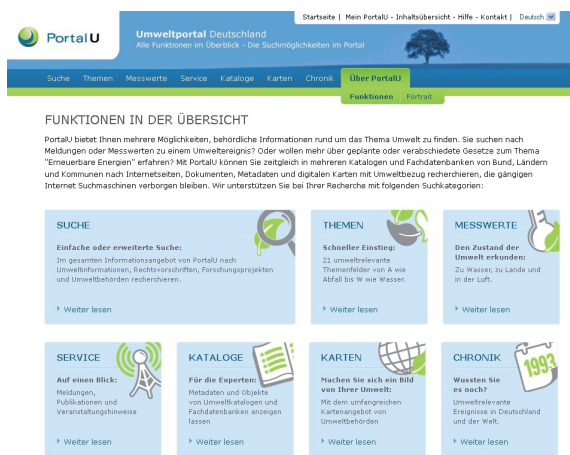 Startseite | Mein PortalU - Inhaltsübersicht - Hilfe - Kontakt | Deutsch
PortalU
Umweltportal Deutschland
Alle Funktionen im Überblick - Die Suchmöglichkeiten im Portal
Suche Themen Messwerte Service Kataloge Karten Chronik Über PortalU
Funktionen Portrait
FUNKTIONEN IN DER ÜBERSICHT
PortalU bietet Ihnen mehrere Möglichkeiten, behördliche Informationen rund um das Thema Umwelt zu finden. Sie suchen nach
Meldungen oder Messwerten zu einem Umweltereignis? Oder wollen mehr über geplante oder verabschiedete Gesetze zum Thema
"Erneuerbare Energien" erfahren? Mit PortalU können Sie zeitgleich in mehreren Katalogen und Fachdatenbanken von Bund, Ländern
und Kommunen nach Internetseiten, Dokumenten, Metadaten und digitalen Karten mit Umweltbezug recherchieren, die gängigen
Internet Suchmaschinen verborgen bleiben. Wir unterstützen Sie bei Ihrer Recherche mit folgenden Suchkategorien:
SUCHE
Einfache oder erweiterte Suche:
Im gesamten Informationsangebot von PortalU nach
Umweltinformationen, Rechtsvorschriften, Forschungsprojekten
und Umweltbehörden recherchieren.
Weiter lesen
THEMEN
Schneller Einstieg:
21 umweltrelevante
Themenfelder von A wie
Abfall bis W wie Wasser.
Weiter lesen
MESSWERTE
Den Zustand der
Umwelt erkunden:
Zu Wasser, zu Lande und
in der Luft.
Weiter lesen
SERVICE
Auf einen Blick:
Meldungen,
Publikationen und
Veranstaltungshinweise
Weiter lesen
KATALOGE
Für die Experten:
Metadaten und Objekte
von Umweltkatalogen und
Fachdatenbanken anzeigen
lassen
Weiter lesen
KARTEN
Machen Sie sich ein Bild
von Ihrer Umwelt:
Mit dem umfangreichen
Kartenangebot von
Umweltbehörden
Weiter lesen
CHRONIK
1993
Wussten Sie
es noch?
Umweltrelevante
Ereignisse in Deutschland
und der Welt.
Weiter lesen